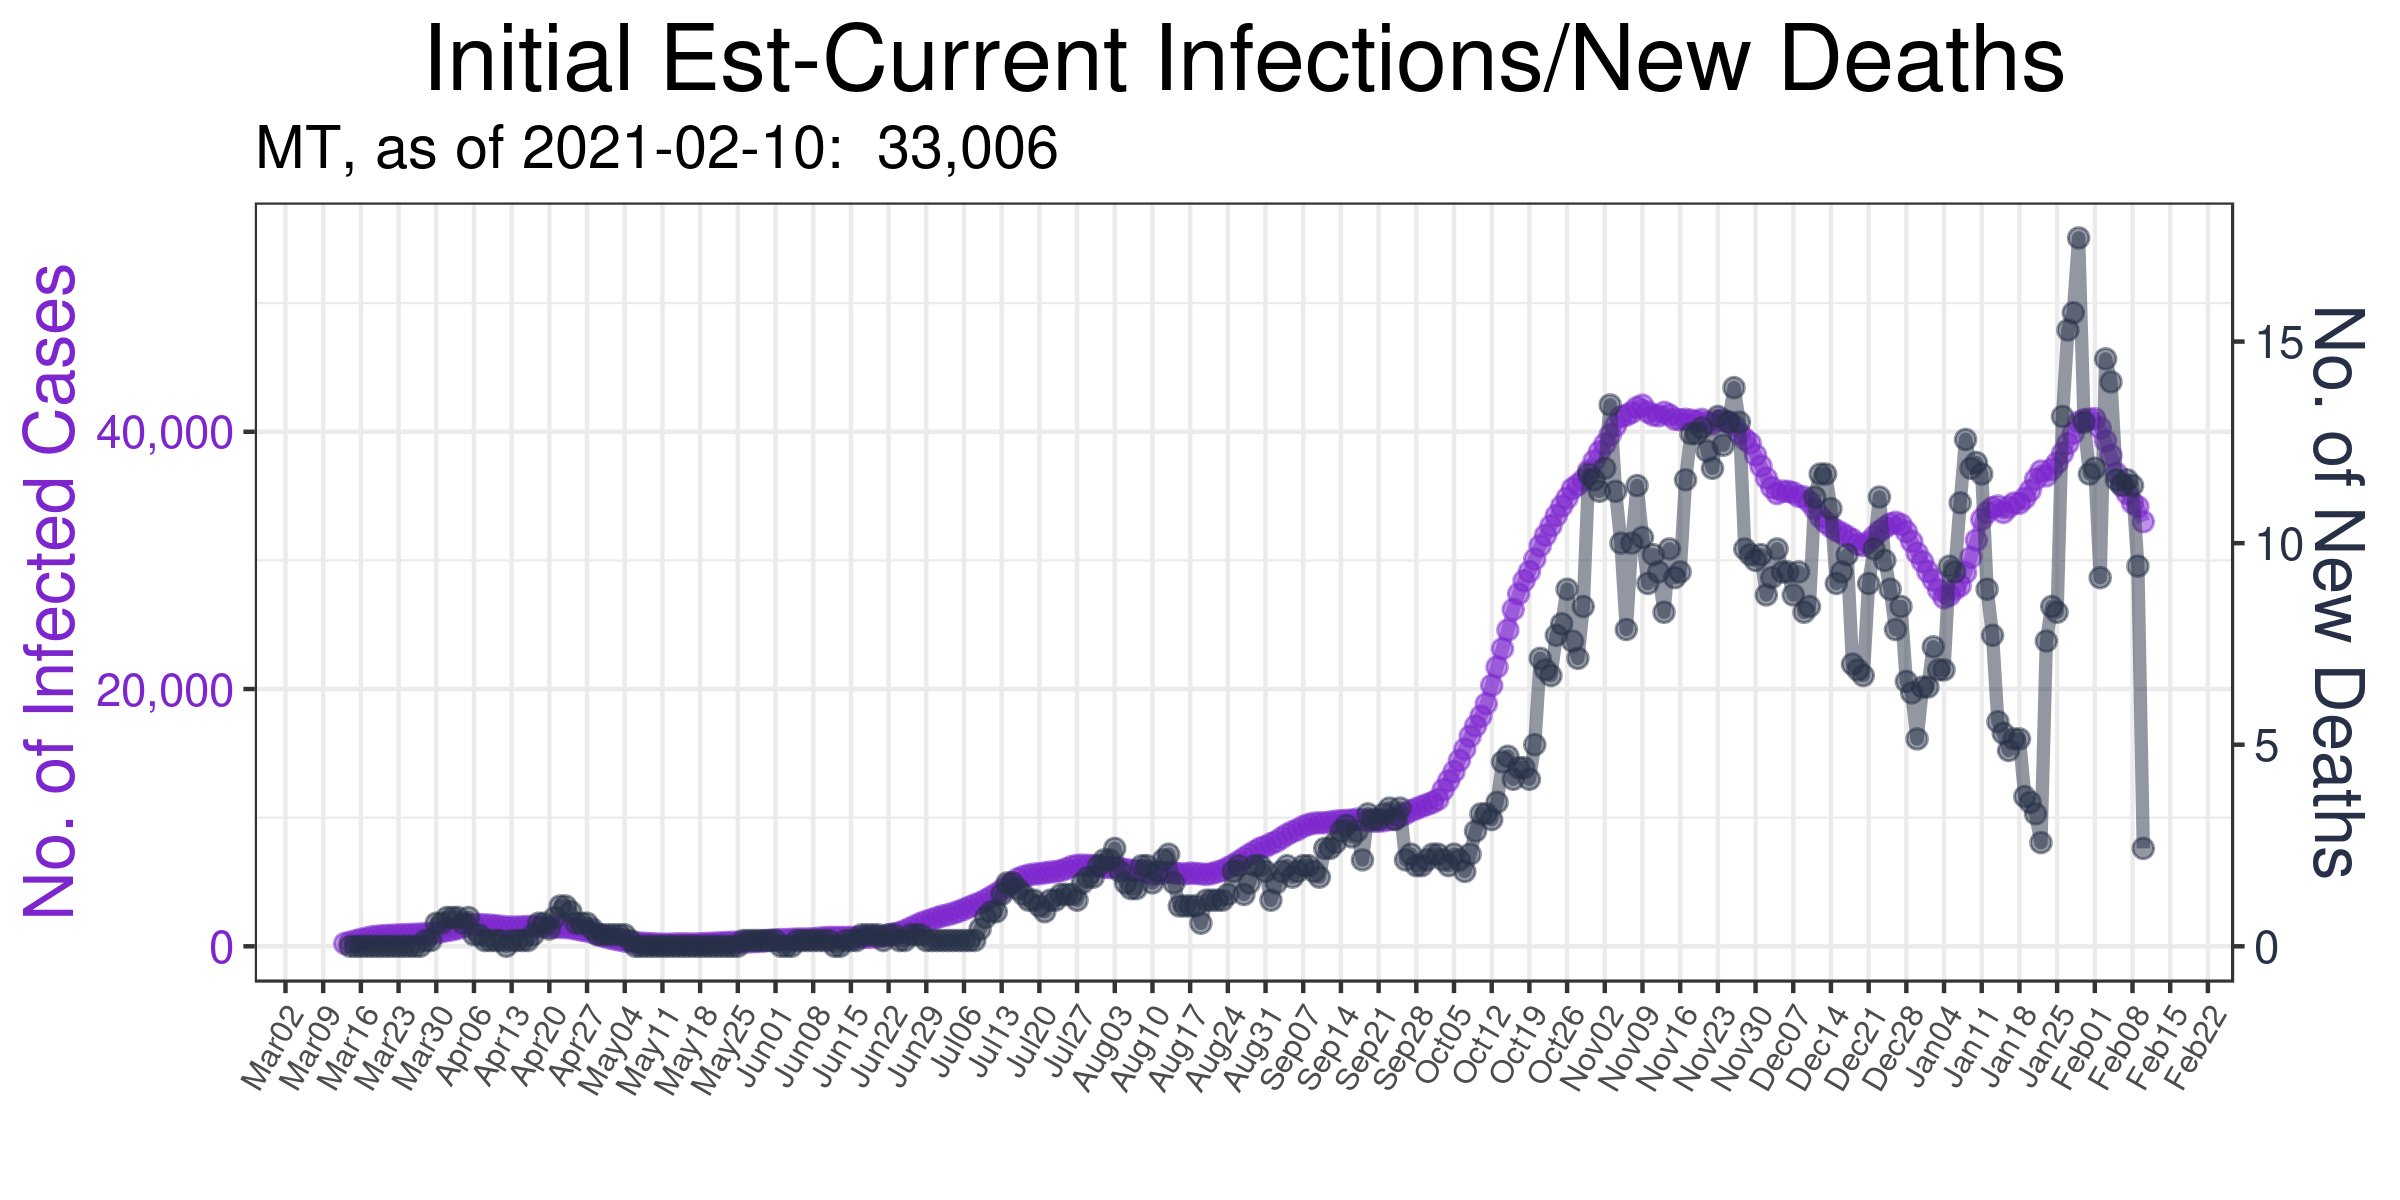 Initial Est-Current Infections/New Deaths
MT, as of 2021-02-10:  33,006
No. of Infected Cases
40,000
20,000
0
15
10
5
0
No. of New Deaths
Mar02
Mar09
Mar16
Mar23
Mar30
Apr06
Apr13
Apr20
Apr27
May04
May11
May18
May25
Jun01
Jun08
Jun15
Jun22
Jun29
Jul06
Jul13
Jul20
Jul27
Aug03
Aug10
Aug17
Aug24
Aug31
Sep07
Sep14
Sep21
Sep28
Oct05
Oct12
Oct19
Oct26
Nov02
Nov09
Nov16
Nov23
Nov30
Dec07
Dec14
Dec21
Dec28
Jan04
Jan11
Jan18
Jan25
Feb01
Feb08
Feb15
Feb22